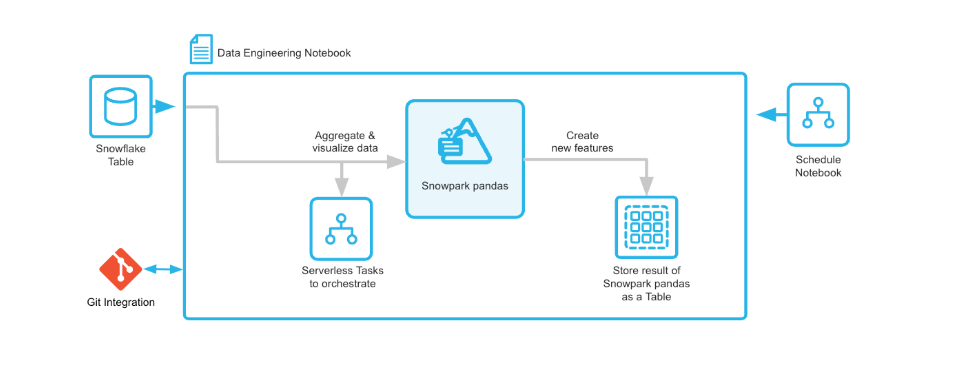 Data Engineering Notebook
Snowflake
Table
Aggregate &
visualize data
Snowpark pandas
Create
new features
Schedule
Notebook
Serverless Tasks
to orchestrate
Store result of
Snowpark pandas
as a Table
Git Integration